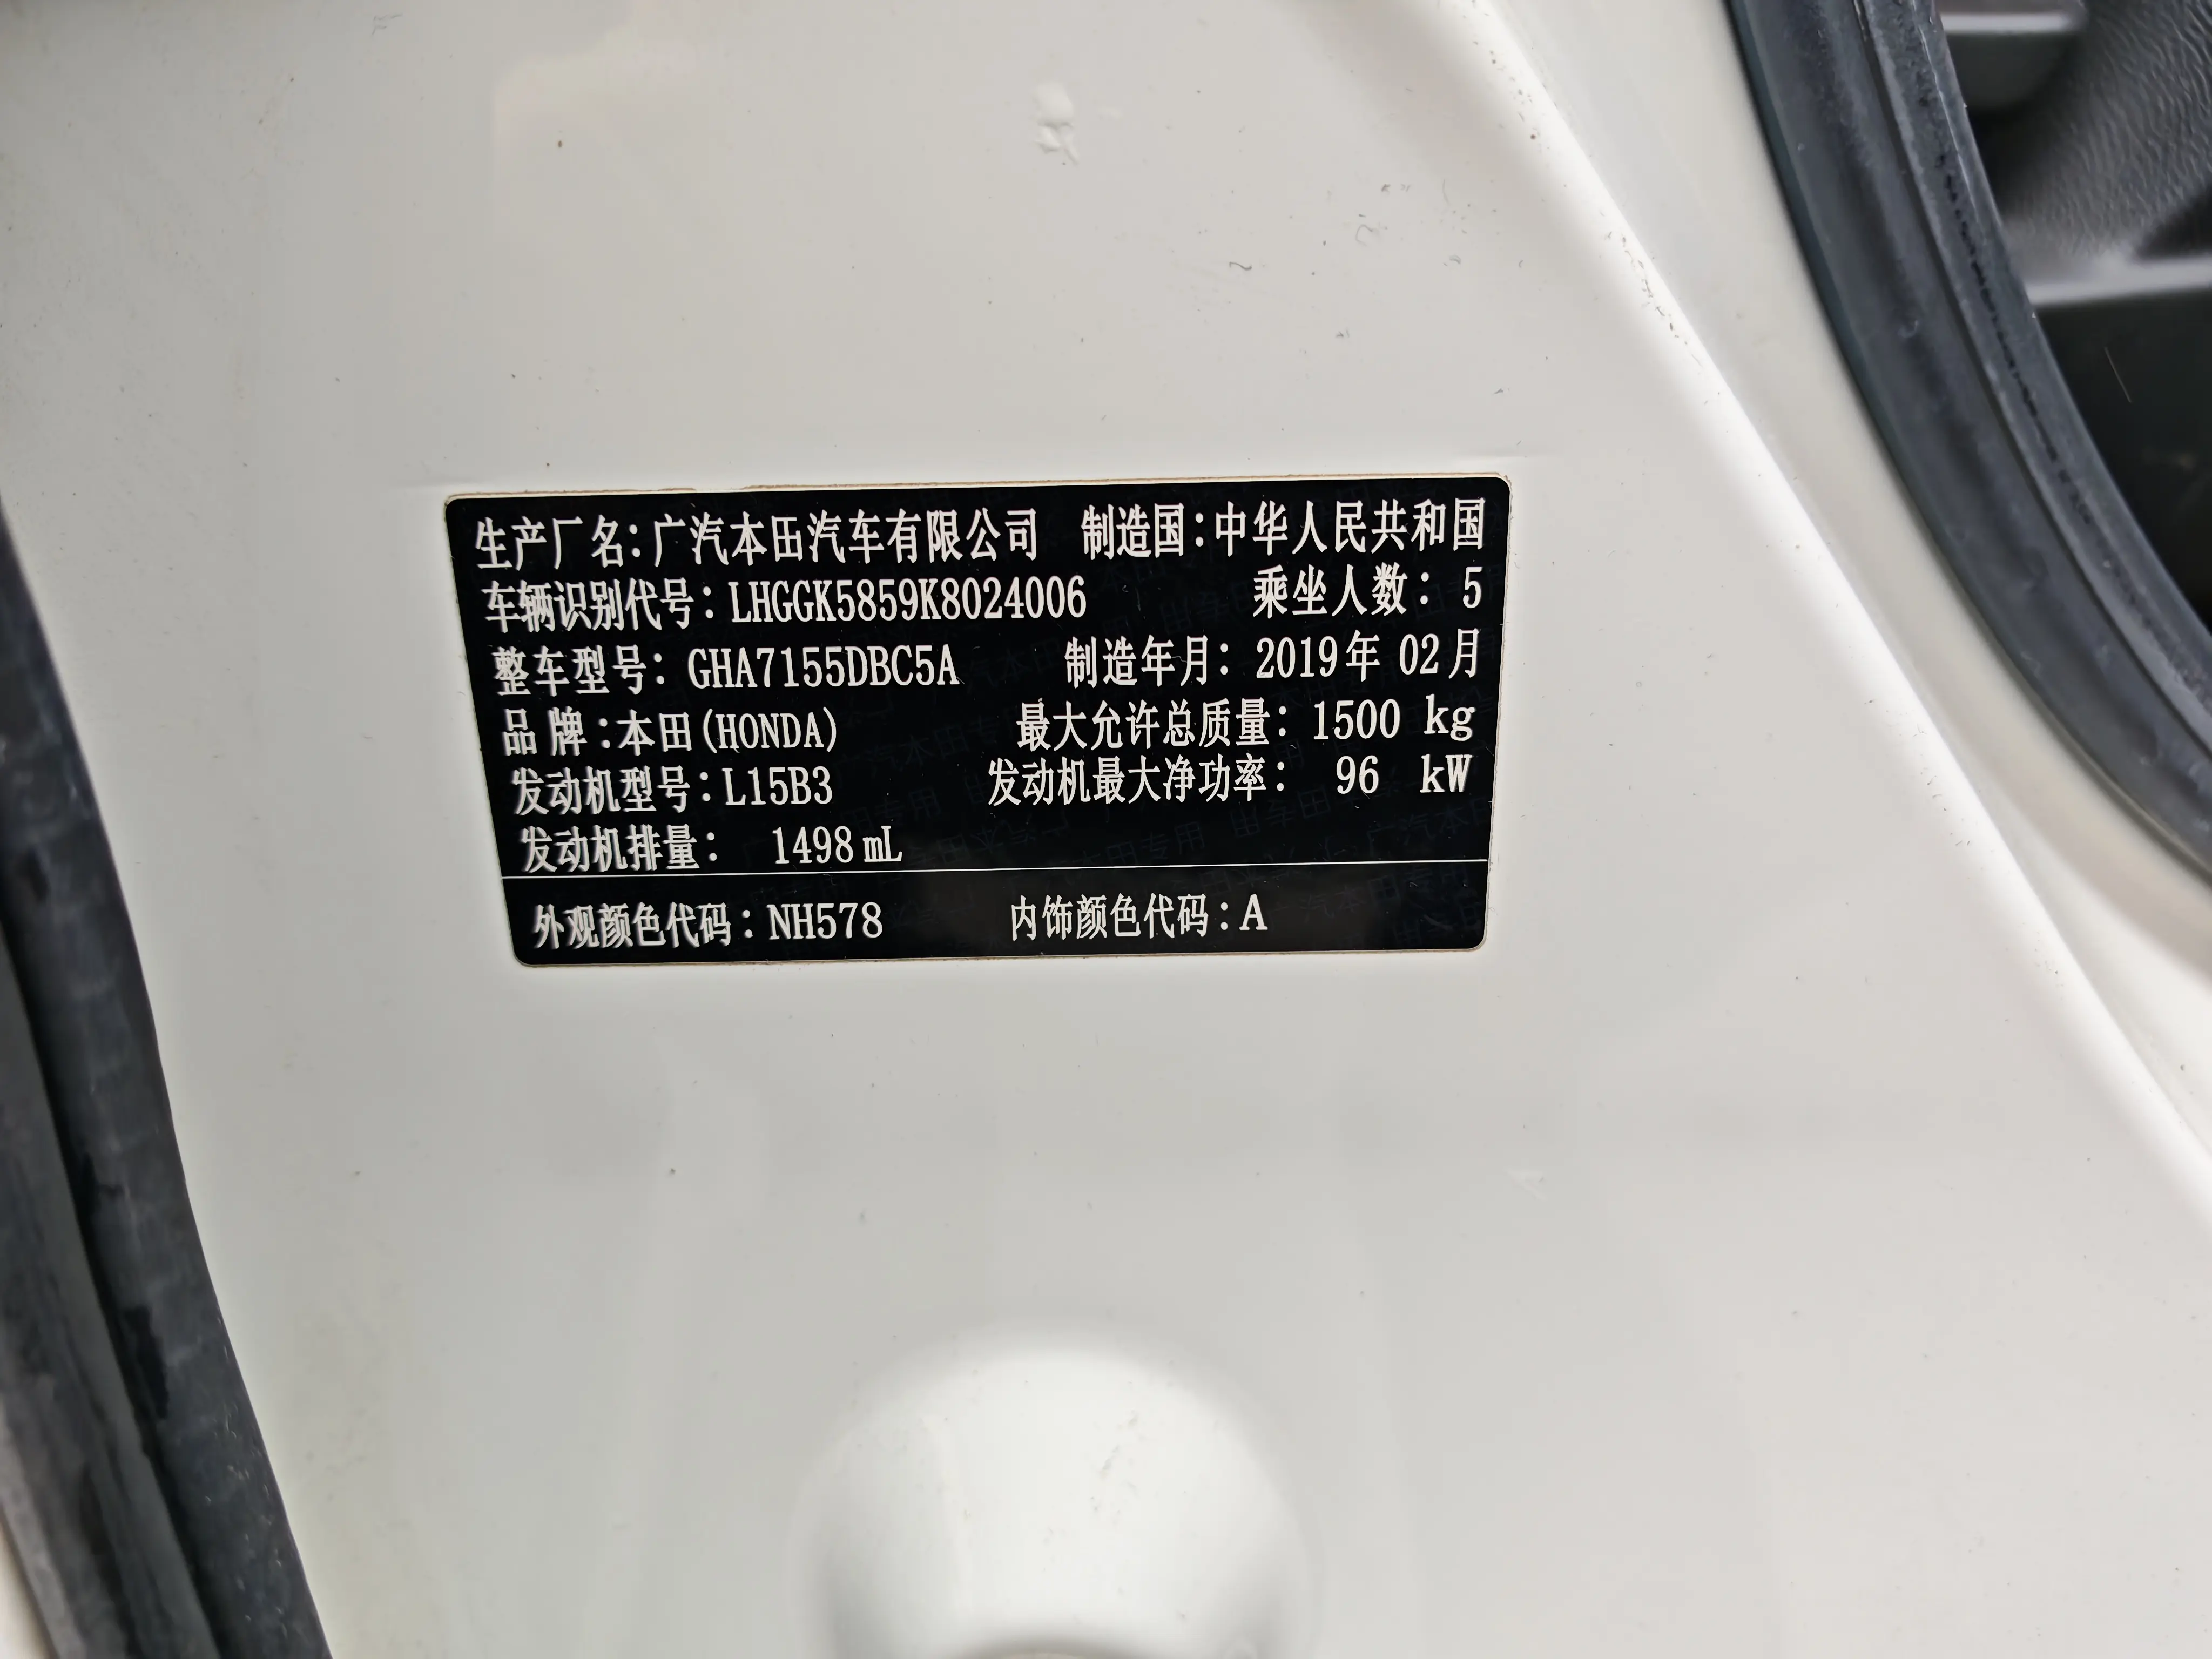 生产厂名：广汽本田汽车有限公司 制造国：中华人民共和国
车辆识别代号：LHGGK5859K8024006 乘坐人数：5
整车型号：GHA7155DBC5A 制造年月：2019年 02月
品 牌：本田(HONDA) 最大允许总质量：1500 kg
发动机型号：L15B3 发动机最大净功率：96 kW
发动机排量：1498 mL
外观颜色代码：NH578 内饰颜色代码：A